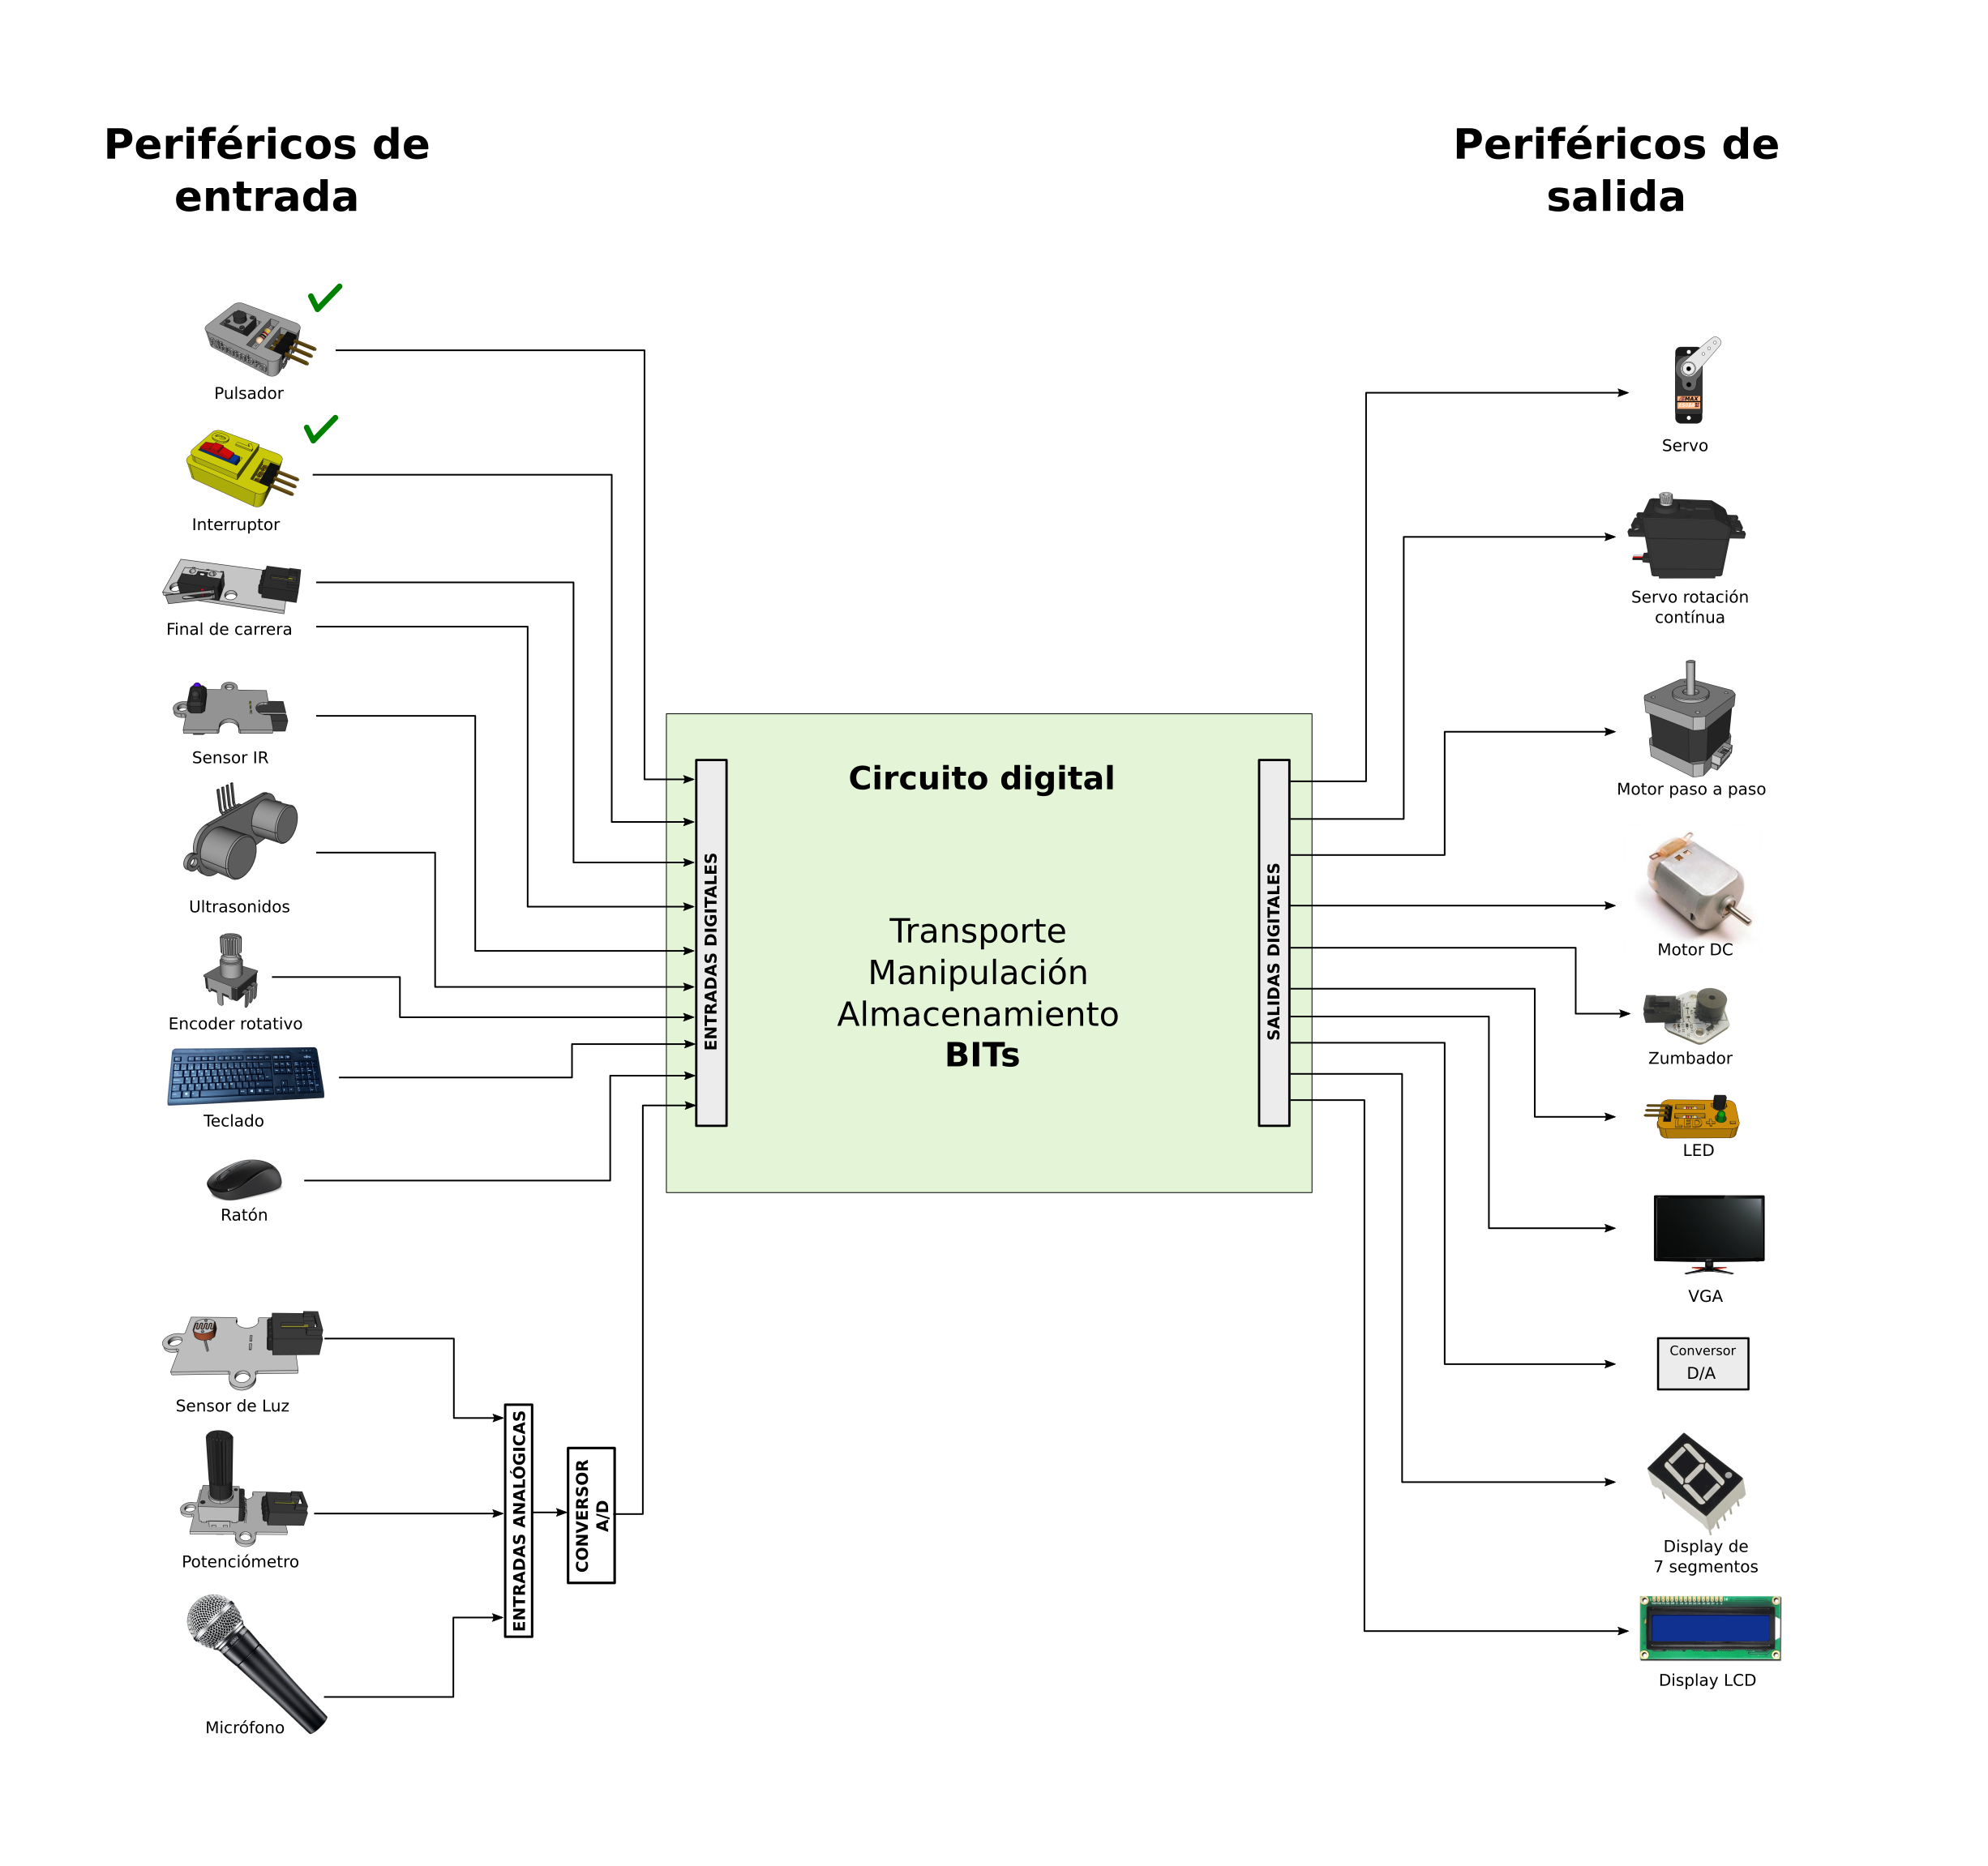 Periféricos de
entrada
Periféricos de
salida
Pulsador
Interruptor
Final de carrera
Sensor IR
Ultrasonidos
Encoder rotativo
Teclado
Ratón
Sensor de Luz
Potenciómetro
Micrófono
ENTRADAS ANALÓGICAS
CONVERSOR
A/D
ENTRADAS DIGITALES
Circuito digital
Transporte
Manipulación
Almacenamiento
BITs
SALIDAS DIGITALES
Servo
Servo rotación
contínua
Motor paso a paso
Motor DC
Zumbador
LED
LED
VGA
Conversor
D/A
Display de
7 segmentos
Display LCD